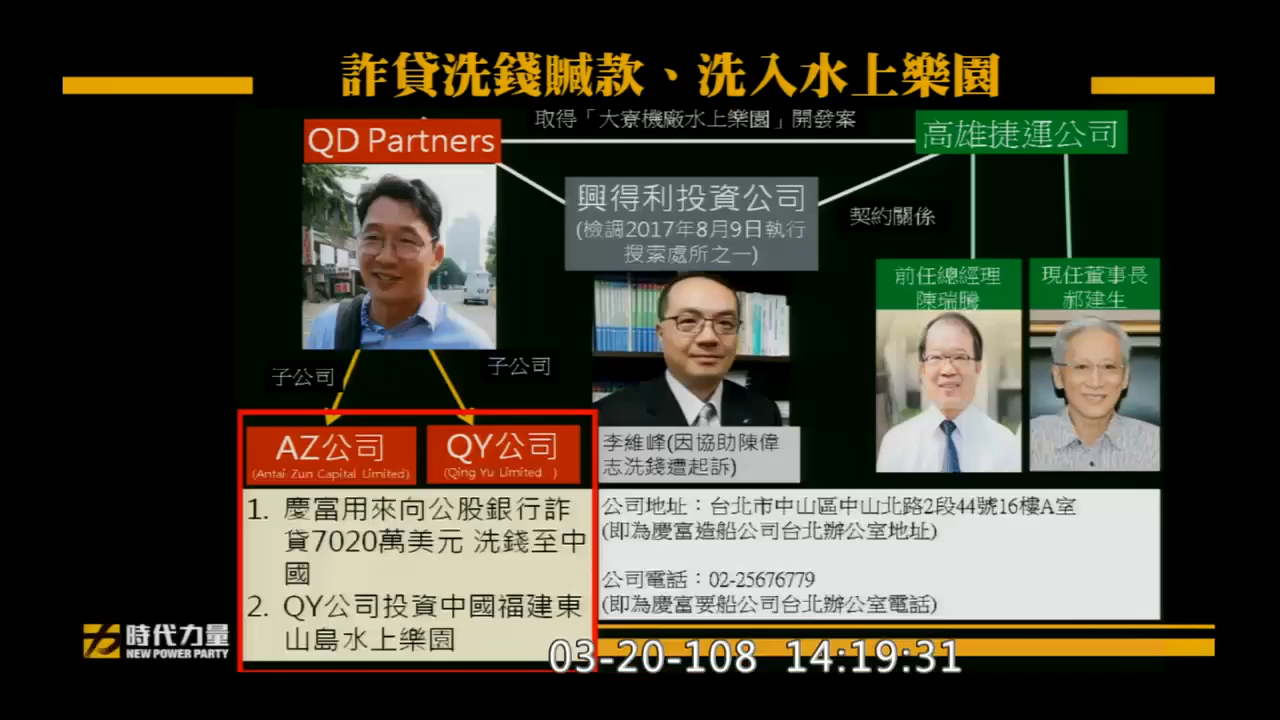 詐貸洗錢贓款、洗入水上樂園
取得「大寮機廠水上樂園」開發案
QD Partners
高雄捷運公司
興得利投資公司
(檢調2017年8月9日執行
搜索處所之一)
契約關係
前任總經理
陳瑞騰
現任董事長
郝建生
子公司
子公司
AZ公司
(Antai Zun Capital Limited)
QY公司
(Qing Yu Limited )
李維峰(因協助陳偉
志洗錢遭起訴)
1. 慶富用來向公股銀行詐
貸7020萬美元 洗錢至中
國
2. QY公司投資中國福建東
山島水上樂園
公司地址：台北市中山區中山北路2段44號16樓A室
(即為慶富造船公司台北辦公室地址)
公司電話：02-25676779
(即為慶富要船公司台北辦公室電話)
時代力量
NEW POWER PARTY
03-20-108 14:19:31